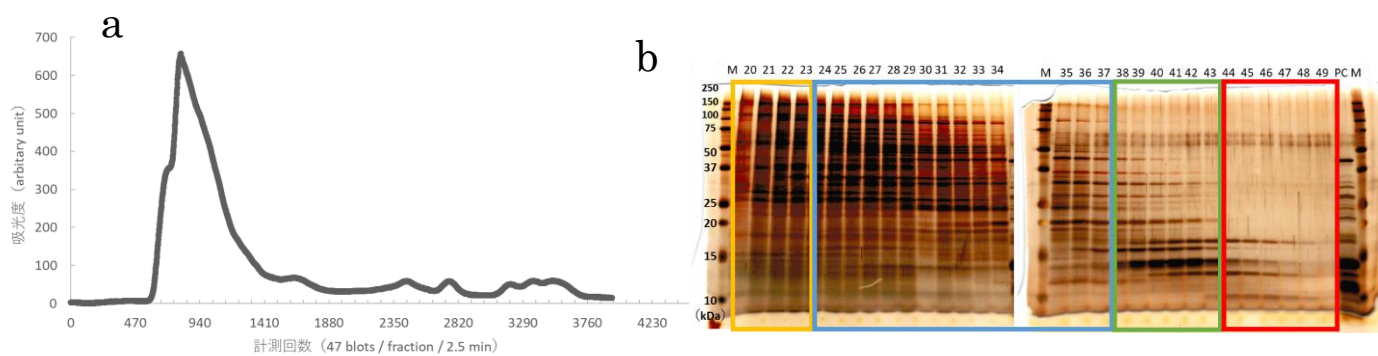 a
700
600
500
400
300
200
100
0
吸光度（arbitary unit）
0 470 940 1410 1880 2350 2820 3290 3760 4230
計測回数（47 blots / fraction / 2.5 min）
b
M 20 21 22 23 24 25 26 27 28 29 30 31 32 33 34
M 35 36 37 38 39 40 41 42 43 44 45 46 47 48 49 PC M
250
150
100
75
50
37
25
20
15
10
（kDa）